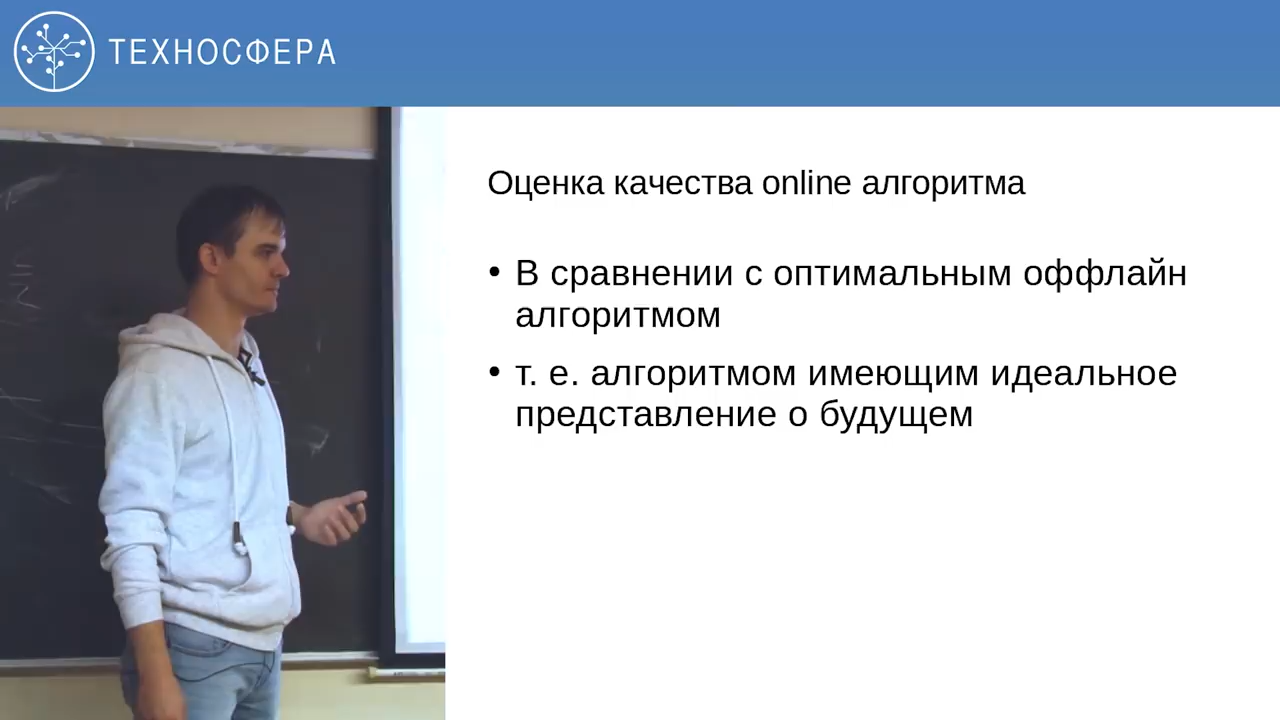 ТЕХНОСФЕРА
Оценка качества online алгоритма
• В сравнении с оптимальным оффлайн
алгоритмом
• т. е. алгоритмом имеющим идеальное
представление о будущем